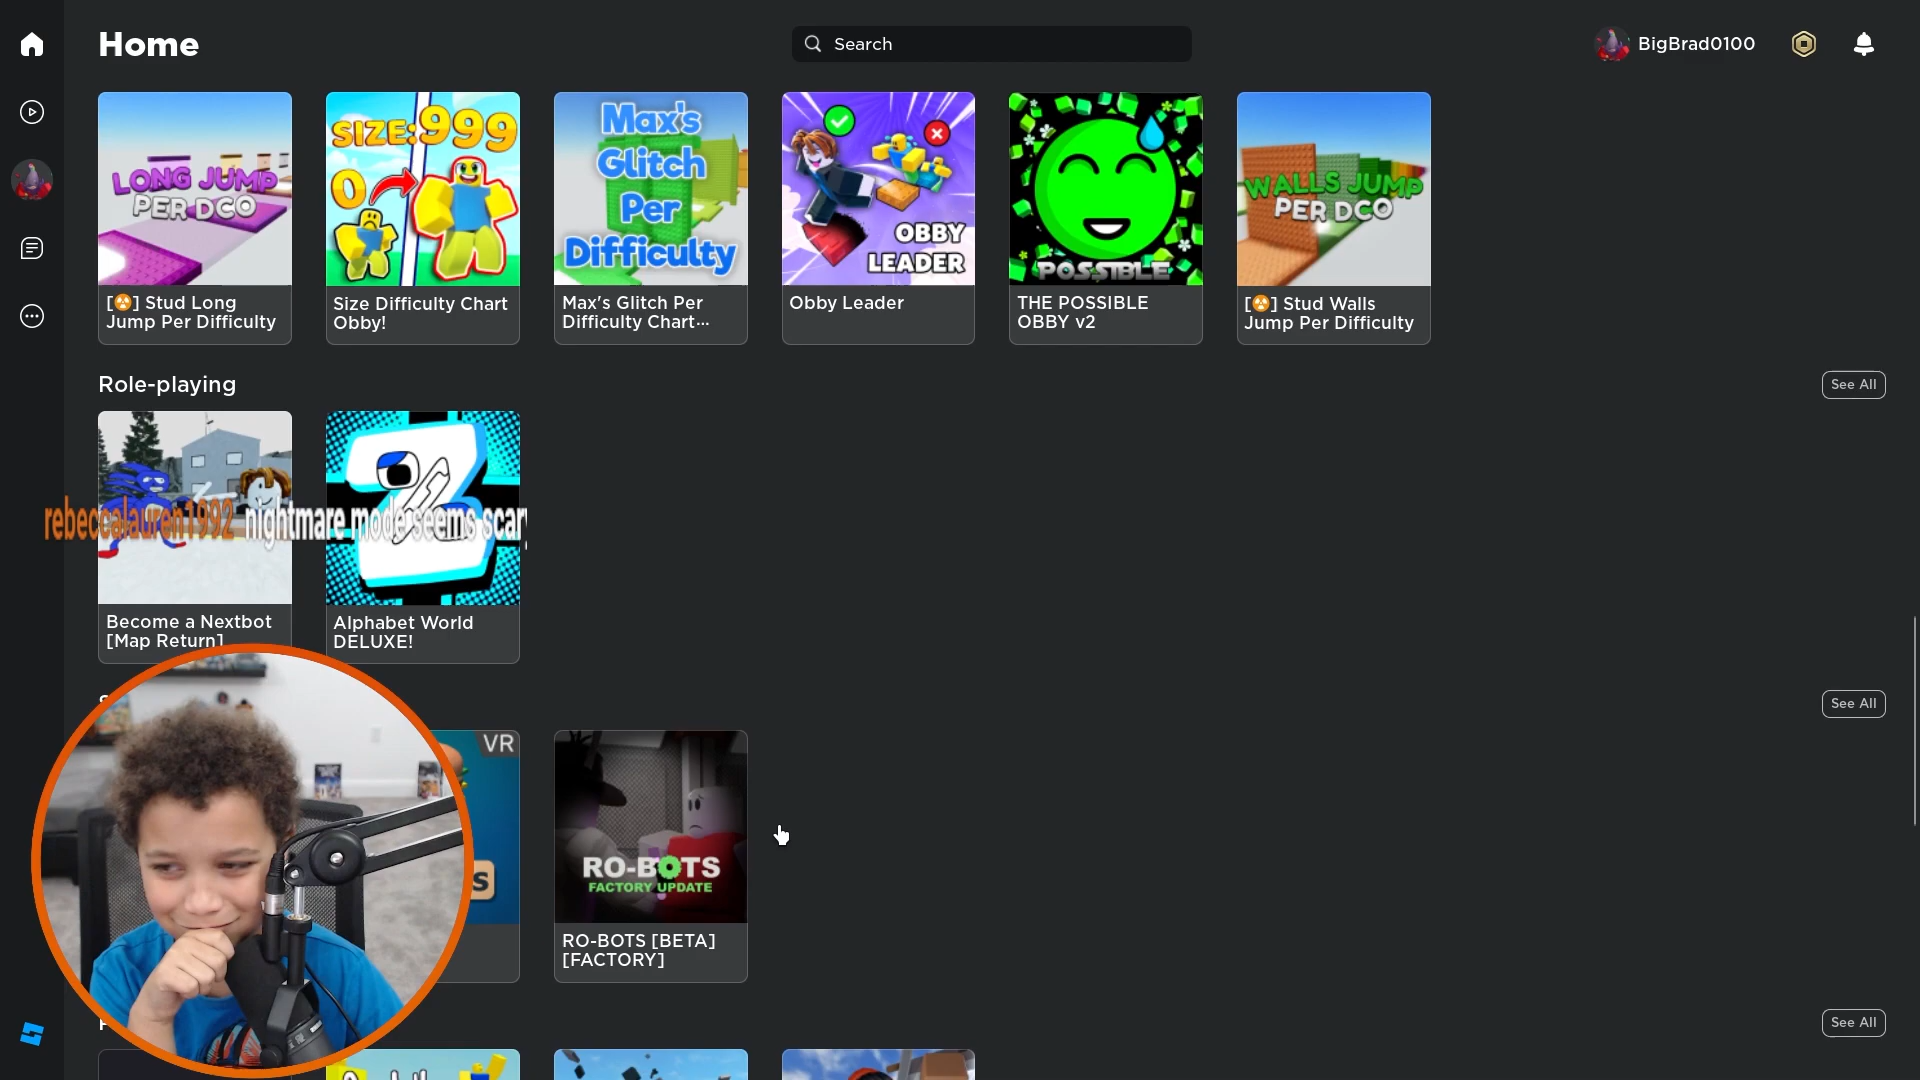 Home
Search
BigBrad0100
LONG JUMP
PER DCO
SIZE:999
0
Max's
Glitch
Per
Difficulty
OBBY
LEADER
POSSIBLE
WALLS JUMP
PER DCO
[☢] Stud Long
Jump Per Difficulty
Size Difficulty Chart
Obby!
Max's Glitch Per
Difficulty Chart...
Obby Leader
THE POSSIBLE
OBBY v2
[☢] Stud Walls
Jump Per Difficulty
Role-playing
See All
rebeccalauren1992 nightmare mode seems scary
Become a Nextbot
[Map Return]
Alphabet World
DELUXE!
See All
VR
RO-BOTS
FACTORY UPDATE
RO-BOTS [BETA]
[FACTORY]
See All